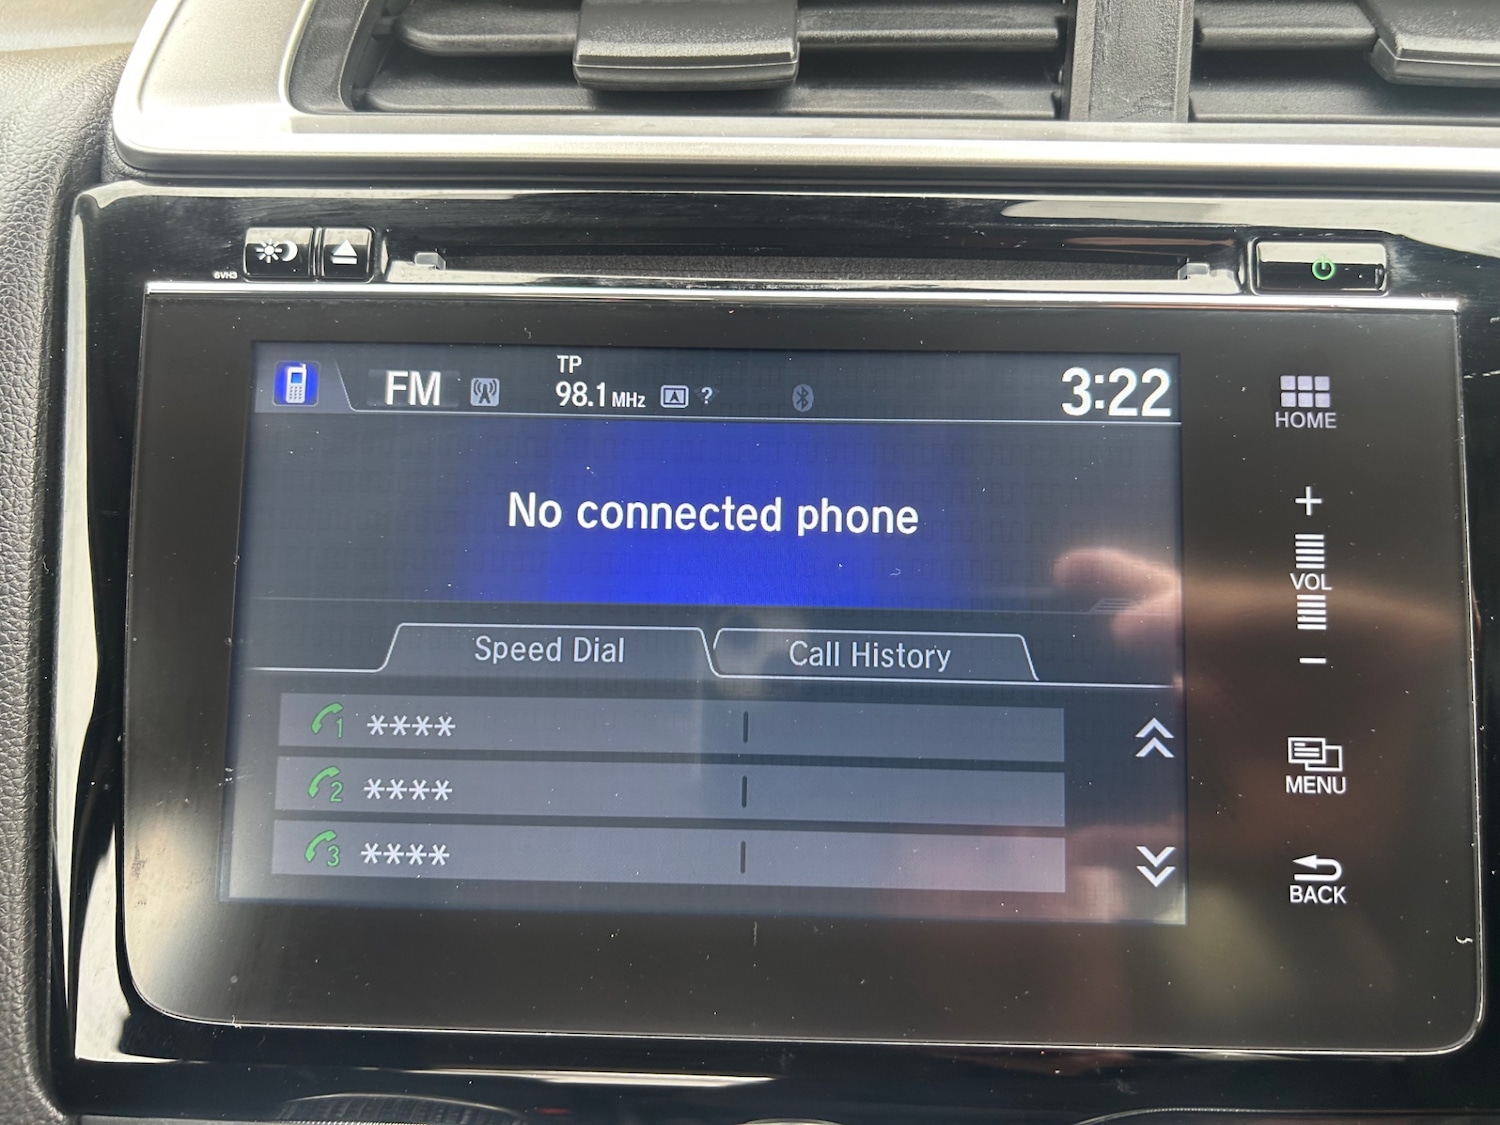 8VH3
TP
FM 98.1 MHz ? 3:22
HOME
No connected phone
+
VOL
−
Speed Dial Call History
1 ****
2 ****
3 ****
MENU
BACK